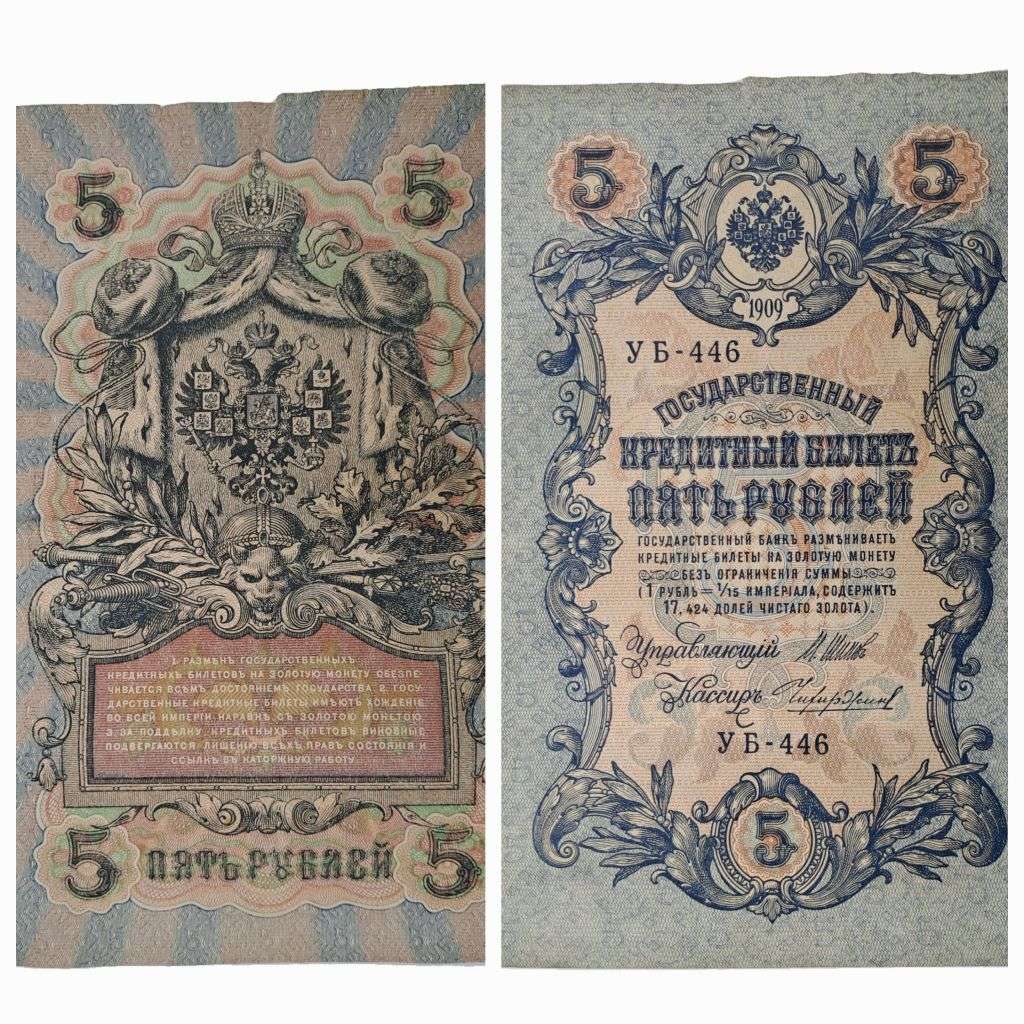 5 5
1. РАЗМѢНЪ ГОСУДАРСТВЕННЫХЪ
КРЕДИТНЫХЪ БИЛЕТОВЪ НА ЗОЛОТУЮ МОНЕТУ ОБЕЗПЕ-
ЧИВАЕТСЯ ВСѢМЪ ДОСТОЯНІЕМЪ ГОСУДАРСТВА. 2. ГОСУ-
ДАРСТВЕННЫЕ КРЕДИТНЫЕ БИЛЕТЫ ИМѢЮТЪ ХОЖДЕНІЕ
ВО ВСЕЙ ИМПЕРІИ НАРАВНѢ СЪ ЗОЛОТОЮ МОНЕТОЮ.
3. ЗА ПОДДѢЛКУ КРЕДИТНЫХЪ БИЛЕТОВЪ ВИНОВНЫЕ
ПОДВЕРГАЮТСЯ ЛИШЕНІЮ ВСѢХЪ ПРАВЪ СОСТОЯНІЯ И
ССЫЛКѢ ВЪ КАТОРЖНУЮ РАБОТУ.
5 ПЯТЬ РУБЛЕЙ 5
5 5
1909
УБ-446
ГОСУДАРСТВЕННЫЙ
КРЕДИТНЫЙ БИЛЕТЪ
ПЯТЬ РУБЛЕЙ
ГОСУДАРСТВЕННЫЙ БАНКЪ РАЗМѢНИВАЕТЪ
КРЕДИТНЫЕ БИЛЕТЫ НА ЗОЛОТУЮ МОНЕТУ
БЕЗЪ ОГРАНИЧЕНІЯ СУММЫ
(1 РУБЛЬ = 1/15 ИМПЕРІАЛА, СОДЕРЖИТЪ
17,424 ДОЛЕЙ ЧИСТАГО ЗОЛОТА).
Управляющій И Шипов
Кассиръ
УБ-446
5